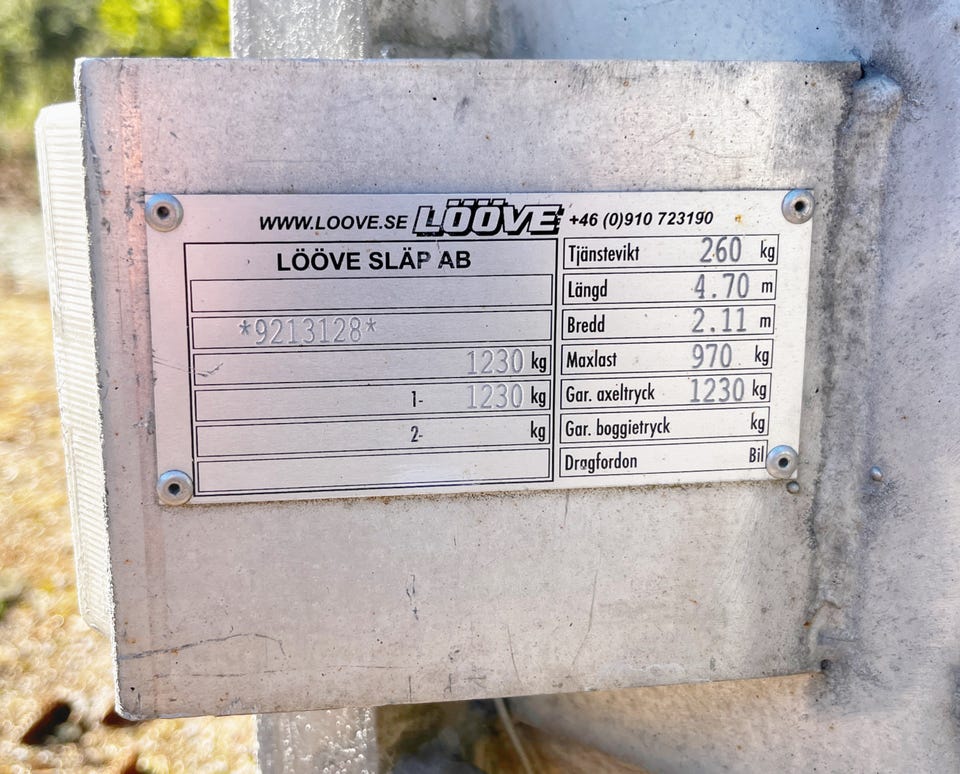 WWW.LOOVE.SE LÖÖVE +46 (0)910 723190
LÖÖVE SLÄP AB
*9213128*
1230 kg
1- 1230 kg
2- kg
Tjänstevikt 260 kg
Längd 4.70 m
Bredd 2.11 m
Maxlast 970 kg
Gar. axeltryck 1230 kg
Gar. boggietryck kg
Dragfordon Bil